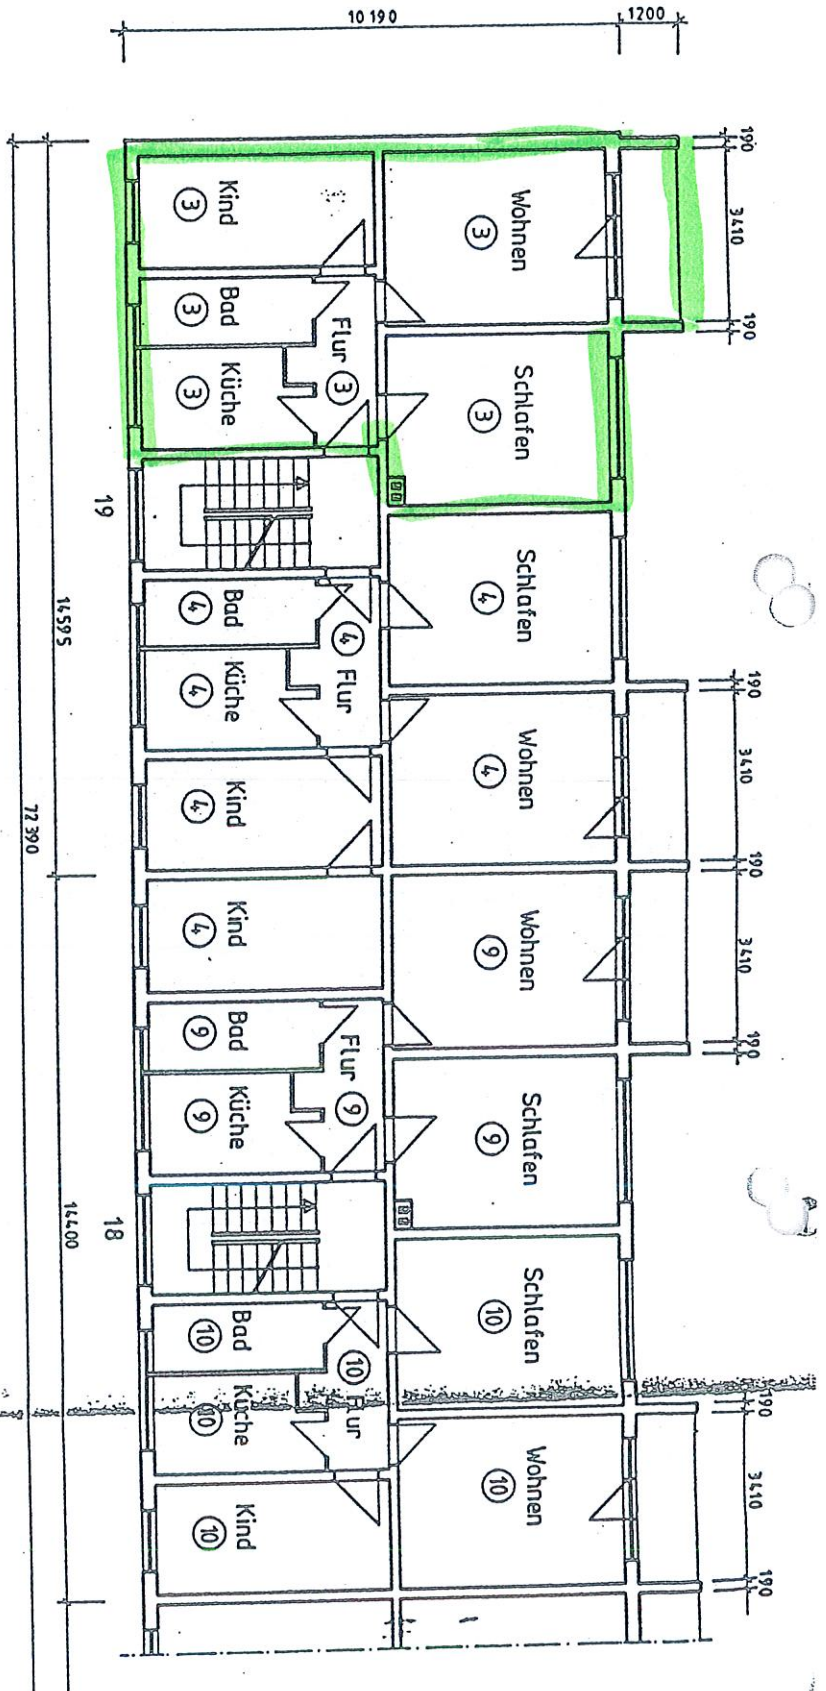 10 190
1200
190
3410
190
190
3410
190
3410
190
190
3410
190
Wohnen
3
Schlafen
3
Schlafen
4
Wohnen
4
Wohnen
9
Schlafen
9
Schlafen
10
Wohnen
10
Kind
3
Bad
3
Küche
3
Flur 3
Bad
4
Küche
4
4 Flur
Kind
4
Kind
4
Bad
9
Küche
9
Flur 9
Bad
10
Küche
10
10 Flur
Kind
10
19
18
14595
14400
72 390